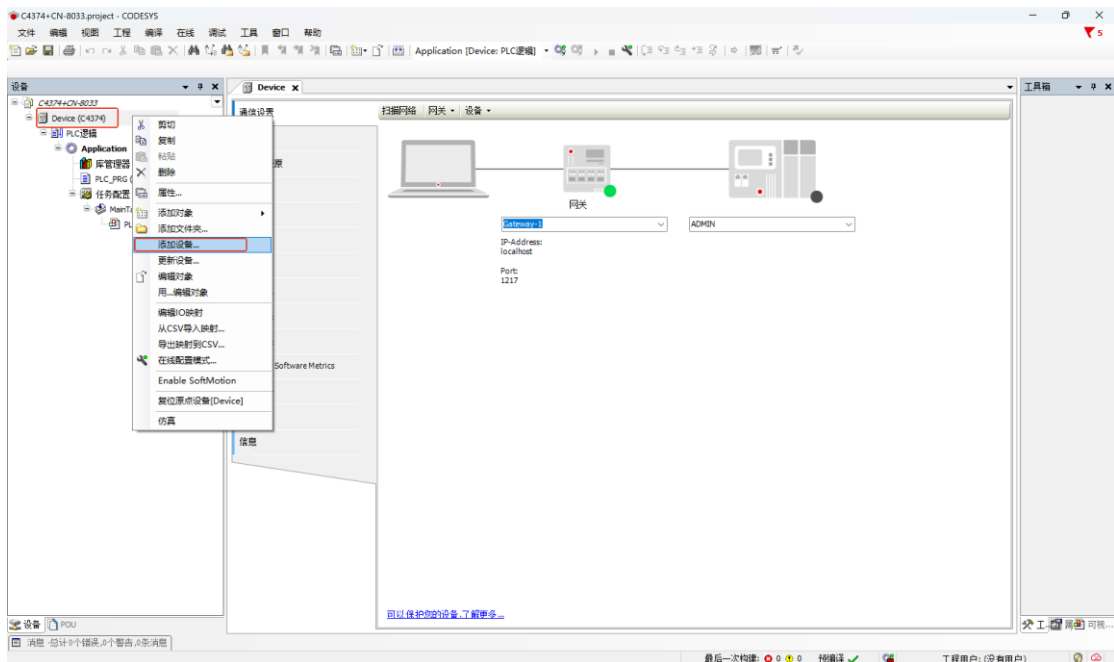 C4374+CN-8033.project - CODESYS
文件 编辑 视图 工程 编译 在线 调试 工具 窗口 帮助
5
Application [Device: PLC逻辑]
设备
C4374+CN-8033
Device (C4374)
PLC逻辑
Application
库管理器
PLC_PRG (
任务配置
MainTa
PL
剪切
复制
粘贴
删除
属性...
添加对象
添加文件夹...
添加设备...
更新设备...
编辑对象
用...编辑对象
编辑IO映射
从CSV导入映射...
导出映射到CSV...
在线配置模式...
Enable SoftMotion
复位原点设备[Device]
仿真
Device
通信设置
原
Software Metrics
信息
扫描网络 网关 设备
网关
Gateway-1
ADMIN
IP-Address:
localhost
Port:
1217
可以保护您的设备.了解更多...
工具箱
设备 POU
工. 可视...
消息 -总计0个错误,0个警告,0条消息
最后一次构建: 0 0 预编译 工程用户: (没有用户)